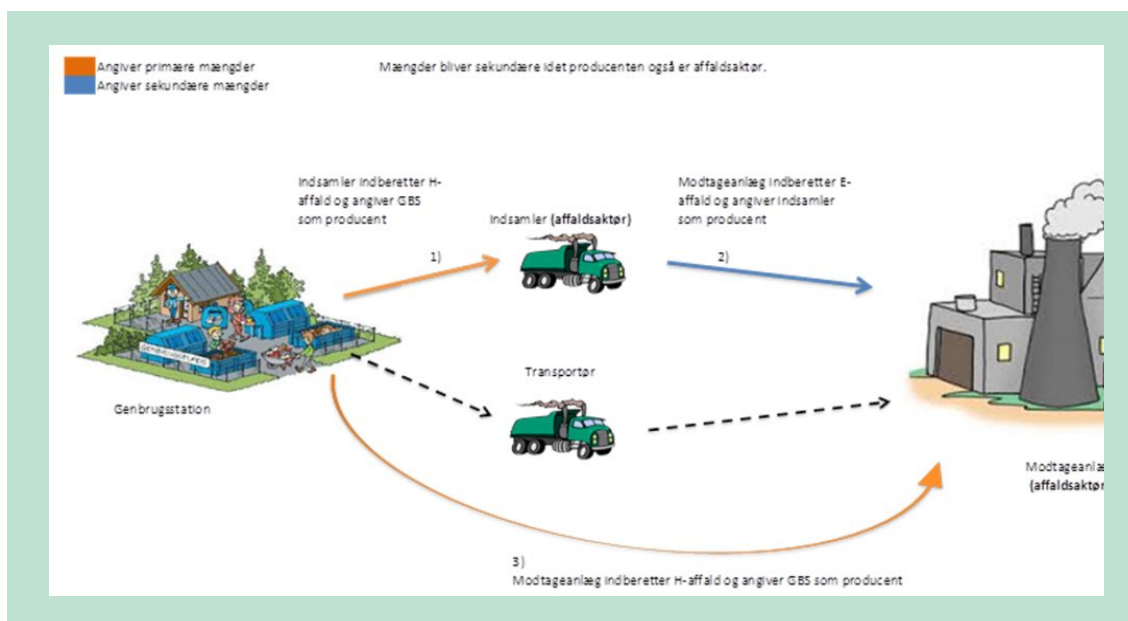 Angiver primære mængder
Angiver sekundære mængder
Mængder bliver sekundære idet producenten også er affaldsaktør.
Indsamler indberetter H-
affald og angiver GBS
som producent
1)
Indsamler (affaldsaktør)
Modtageanlæg indberetter E-
affald og angiver indsamler
som producent
2)
Genbrugsstation
Transportør
Modtageanlæ
(affaldsaktør
3)
Modtageanlæg indberetter H-affald og angiver GBS som producent